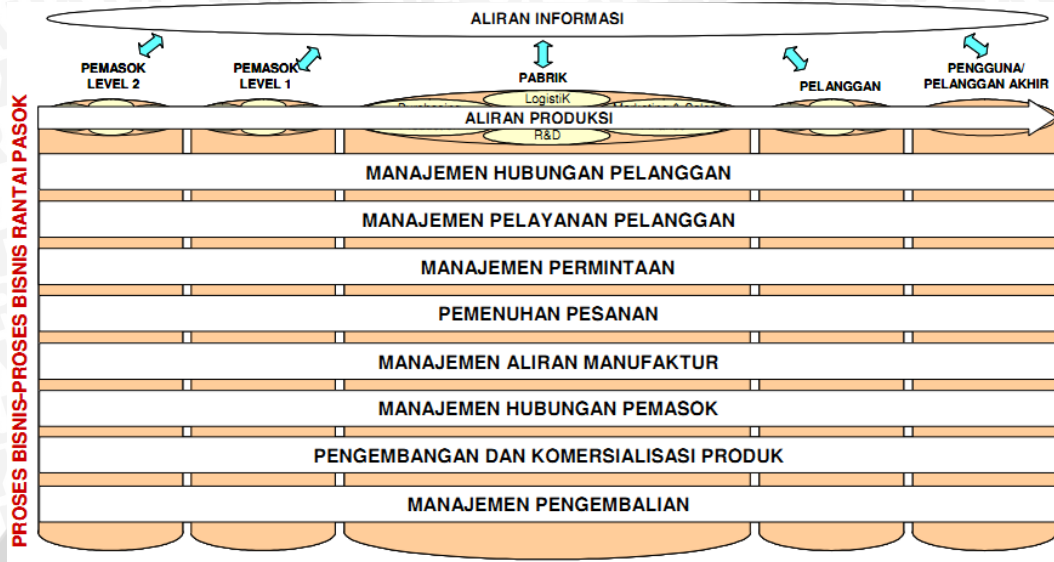 ALIRAN INFORMASI
PEMASOK
LEVEL 2
PEMASOK
LEVEL 1
PABRIK
PELANGGAN
PENGGUNA/
PELANGGAN AKHIR
LogistiK
ALIRAN PRODUKSI
R&D
PROSES BISNIS-PROSES BISNIS RANTAI PASOK
MANAJEMEN HUBUNGAN PELANGGAN
MANAJEMEN PELAYANAN PELANGGAN
MANAJEMEN PERMINTAAN
PEMENUHAN PESANAN
MANAJEMEN ALIRAN MANUFAKTUR
MANAJEMEN HUBUNGAN PEMASOK
PENGEMBANGAN DAN KOMERSIALISASI PRODUK
MANAJEMEN PENGEMBALIAN